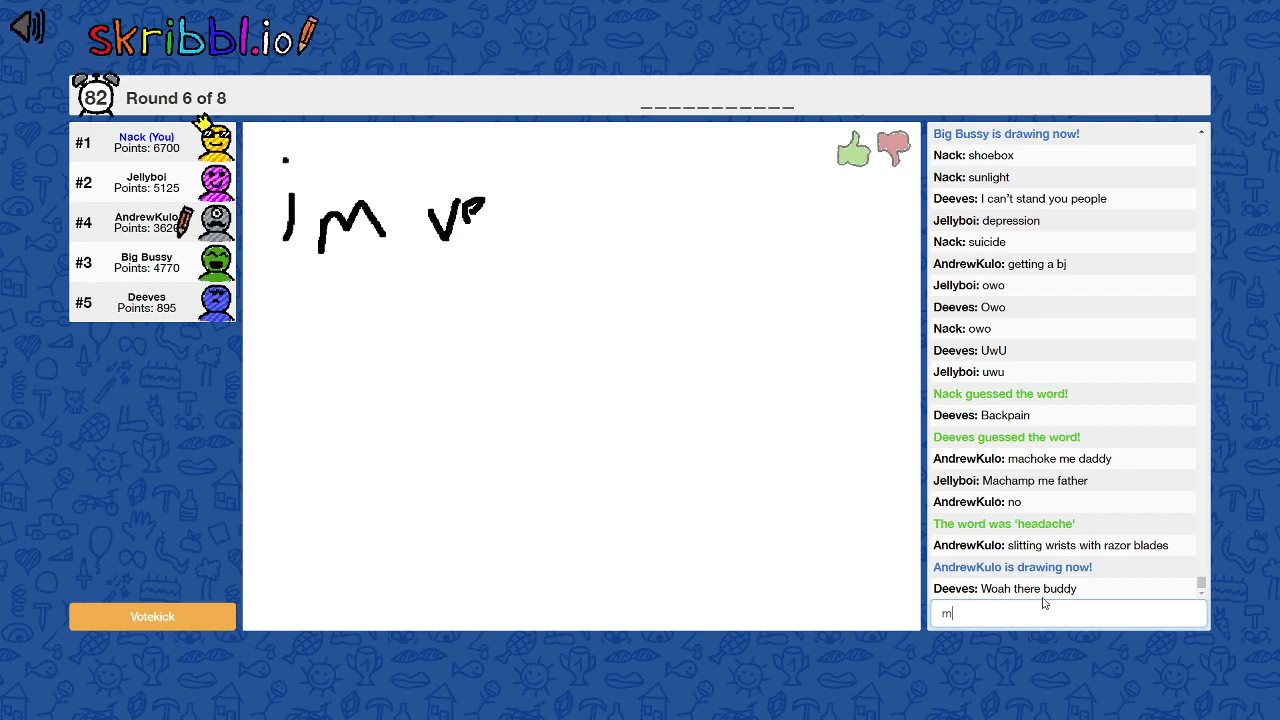 skribbl.io
82 Round 6 of 8 ___________
#1 Nack (You)
Points: 6700
#2 Jellyboi
Points: 5125
#4 AndrewKulo
Points: 3620
#3 Big Bussy
Points: 4770
#5 Deeves
Points: 895
Votekick
im ve
Big Bussy is drawing now!
Nack: shoebox
Nack: sunlight
Deeves: I can't stand you people
Jellyboi: depression
Nack: suicide
AndrewKulo: getting a bj
Jellyboi: owo
Deeves: Owo
Nack: owo
Deeves: UwU
Jellyboi: uwu
Nack guessed the word!
Deeves: Backpain
Deeves guessed the word!
AndrewKulo: machoke me daddy
Jellyboi: Machamp me father
AndrewKulo: no
The word was 'headache'
AndrewKulo: slitting wrists with razor blades
AndrewKulo is drawing now!
Deeves: Woah there buddy
m